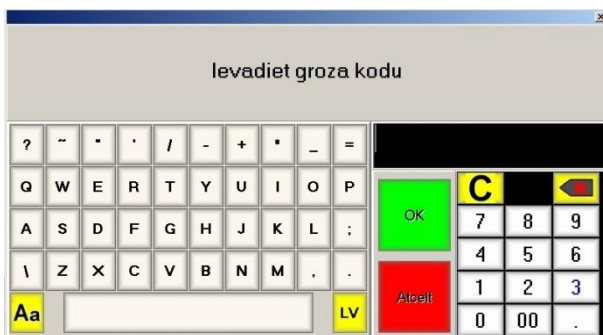 x
Ievadiet groza kodu
? ~ " ' / - + * _ =
Q W E R T Y U I O P
A S D F G H J K L ;
\ Z X C V B N M , .
Aa LV
OK
Atcelt
C
7 8 9
4 5 6
1 2 3
0 00 .